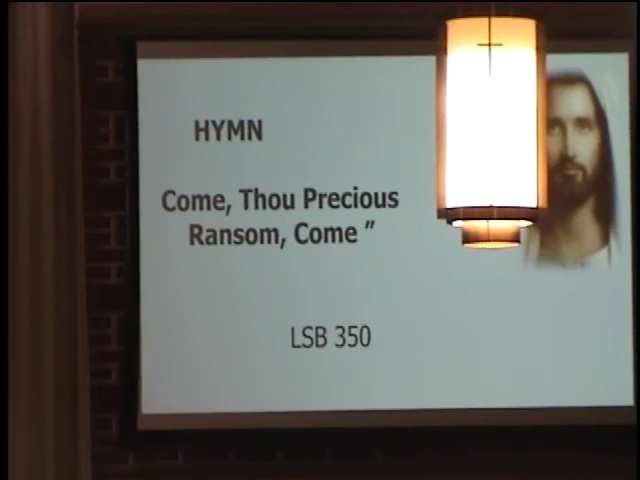 HYMN
Come, Thou Precious
Ransom, Come ”
LSB 350